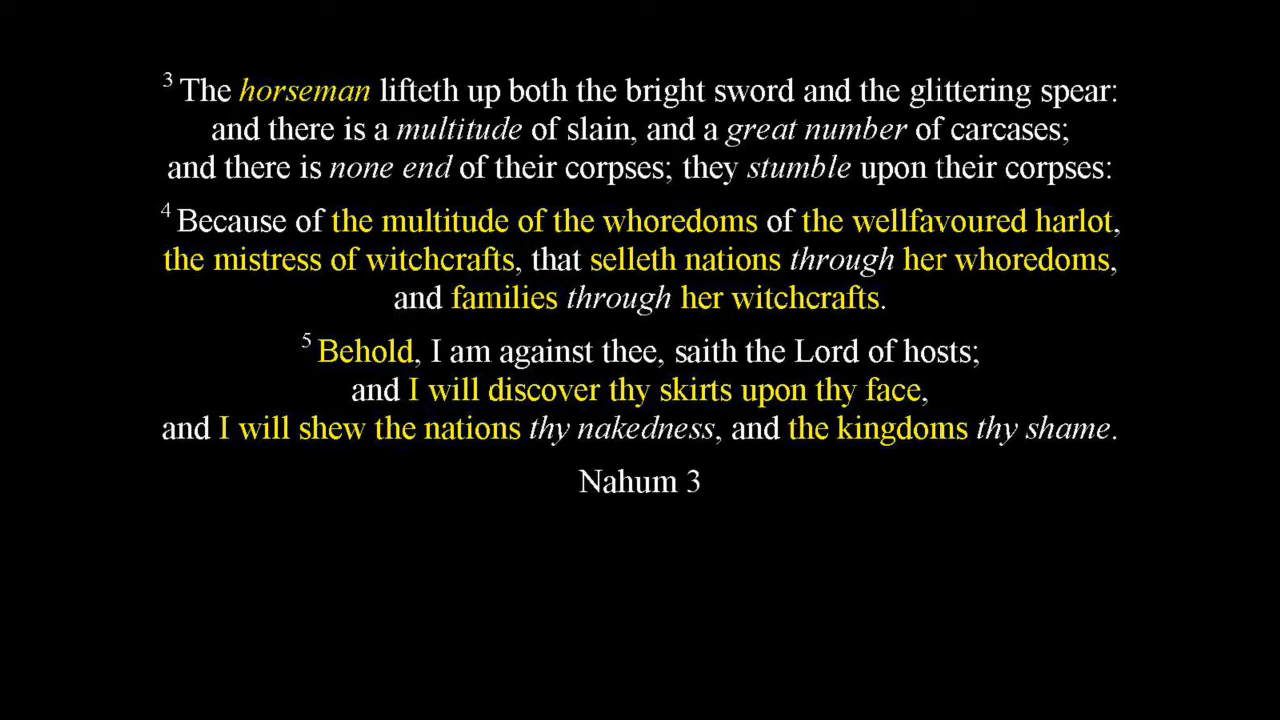 3 The horseman lifteth up both the bright sword and the glittering spear:
and there is a multitude of slain, and a great number of carcases;
and there is none end of their corpses; they stumble upon their corpses:
4 Because of the multitude of the whoredoms of the wellfavoured harlot,
the mistress of witchcrafts, that selleth nations through her whoredoms,
and families through her witchcrafts.
5 Behold, I am against thee, saith the Lord of hosts;
and I will discover thy skirts upon thy face,
and I will shew the nations thy nakedness, and the kingdoms thy shame.
Nahum 3